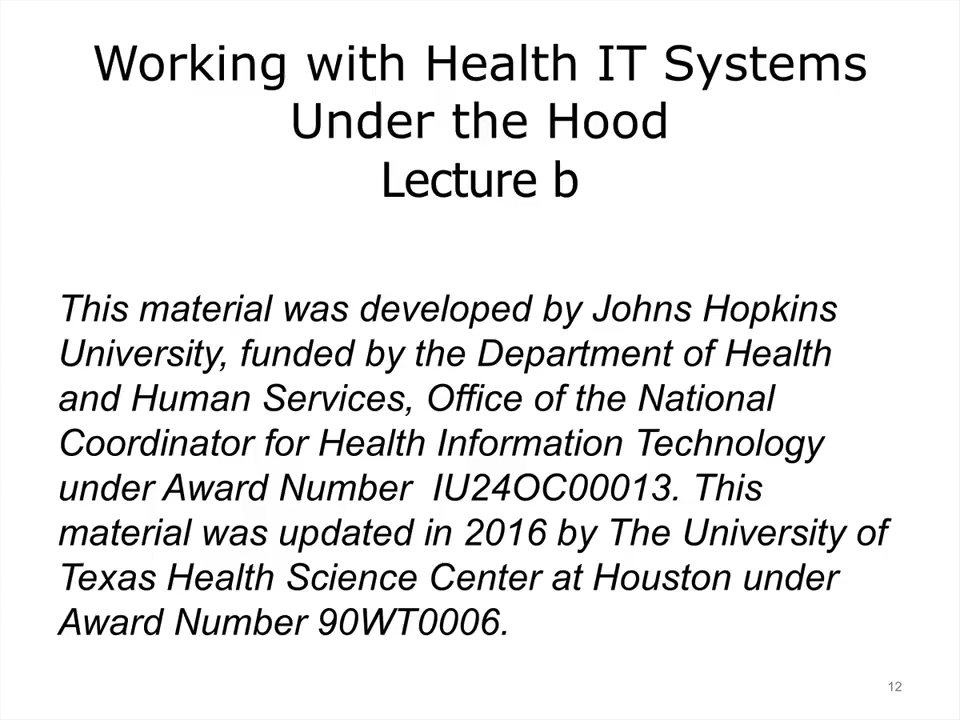 Working with Health IT Systems
Under the Hood
Lecture b
This material was developed by Johns Hopkins
University, funded by the Department of Health
and Human Services, Office of the National
Coordinator for Health Information Technology
under Award Number  IU24OC00013. This
material was updated in 2016 by The University of
Texas Health Science Center at Houston under
Award Number 90WT0006.
12